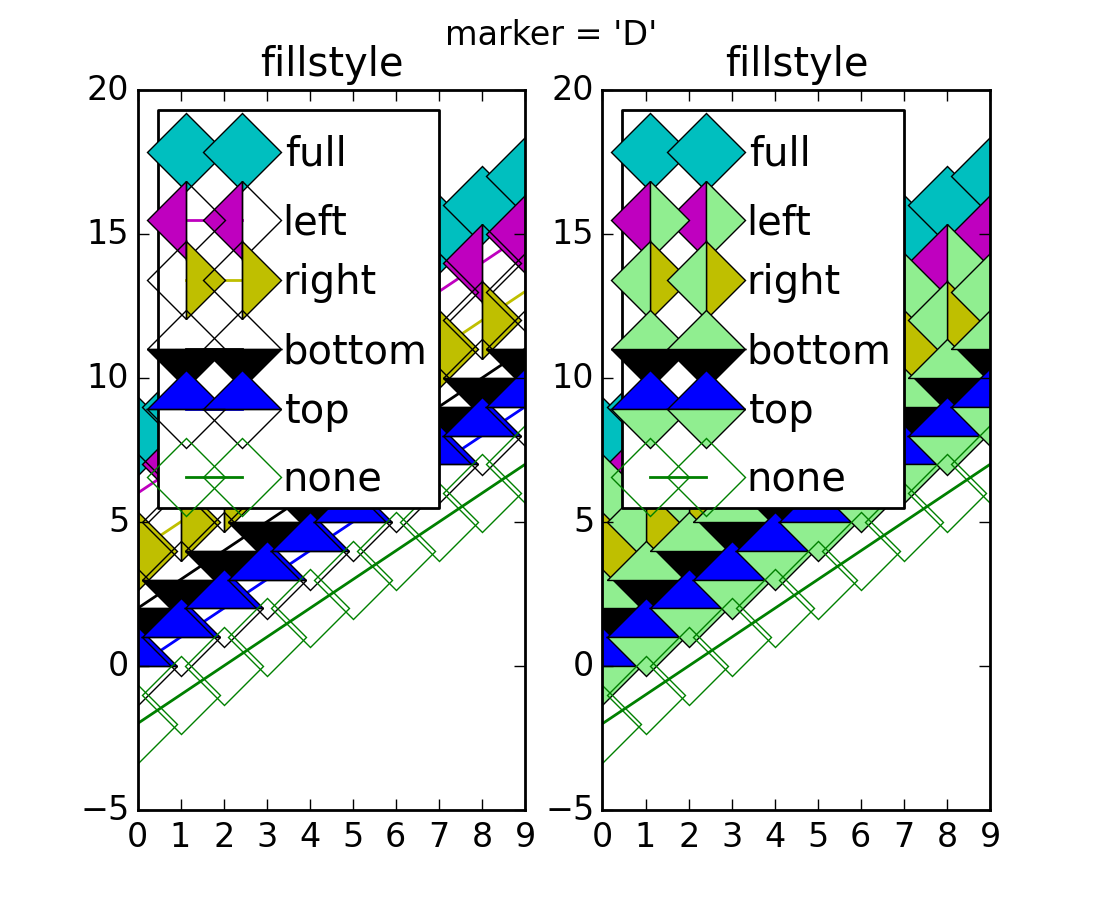 marker = 'D'
fillstyle
20
15
10
5
0
−5
full
left
right
bottom
top
none
0 1 2 3 4 5 6 7 8 9
fillstyle
20
15
10
5
0
−5
full
left
right
bottom
top
none
0 1 2 3 4 5 6 7 8 9